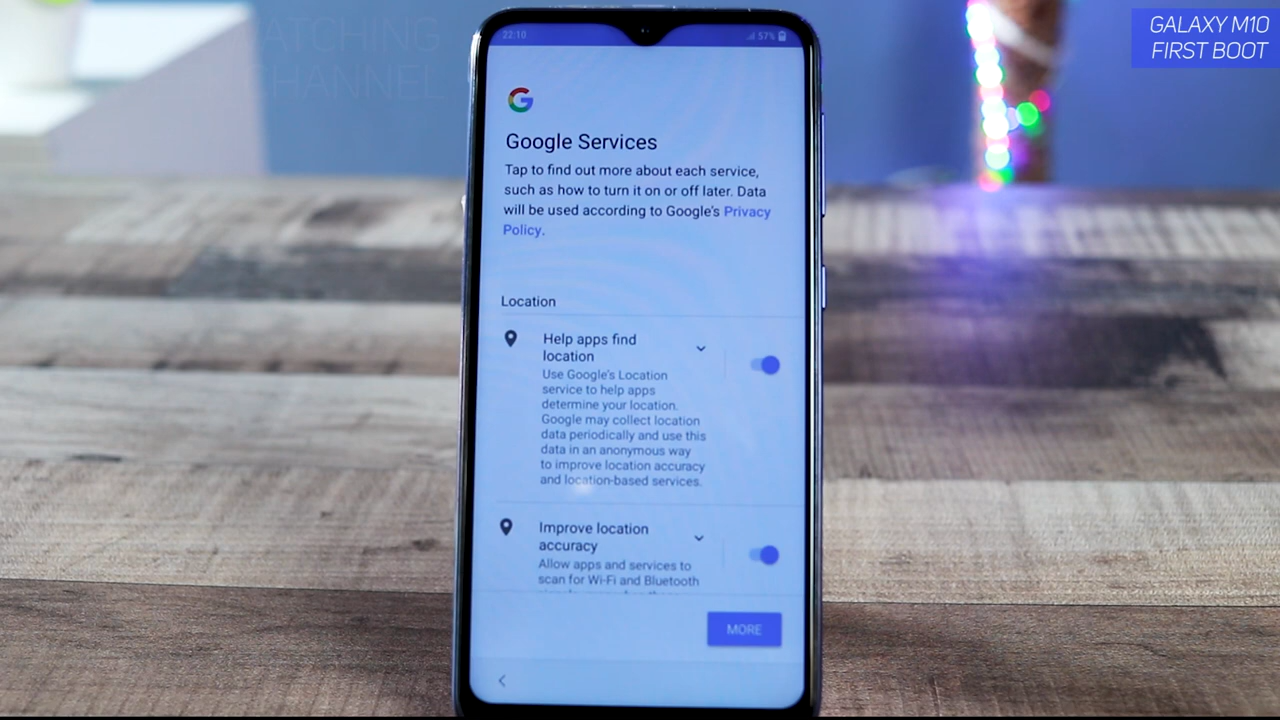 GALAXY M10
FIRST BOOT
ATCHING
HANNEL
22:10
57%
Google Services
Tap to find out more about each service,
such as how to turn it on or off later. Data
will be used according to Google's Privacy
Policy.
Location
Help apps find
location
Use Google's Location
service to help apps
determine your location.
Google may collect location
data periodically and use this
data in an anonymous way
to improve location accuracy
and location-based services.
Improve location
accuracy
Allow apps and services to
scan for Wi-Fi and Bluetooth
MORE